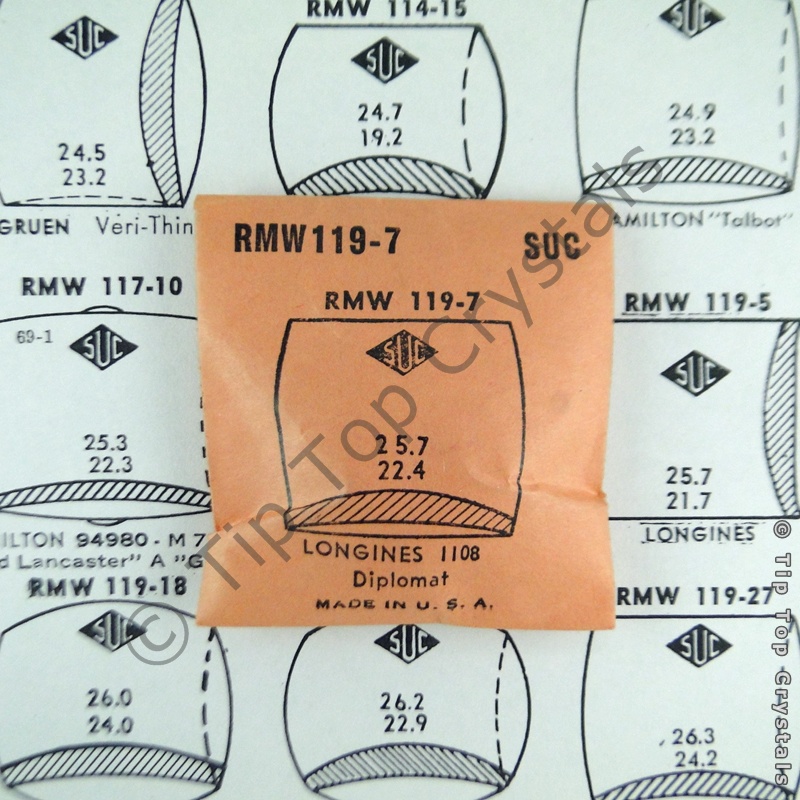 RMW 114-15
SUC
SUC
SUC
24.5
23.2
24.7
19.2
24.9
23.2
GRUEN Veri-Thin
AMILTON "Talbot"
RMW 117-10
69-1
SUC
25.3
22.3
ILTON 94980 - M 7
d Lancaster" A "G
RMW119-7 SUC
RMW 119-7
SUC
25.7
22.4
LONGINES 1108
Diplomat
MADE IN U. S. A.
RMW 119-5
SUC
25.7
21.7
LONGINES
RMW 119-18
SUC
26.0
24.0
SUC
26.2
22.9
RMW 119-27
SUC
26.3
24.2
© Tip Top Crystals
© Tip Top Crystals